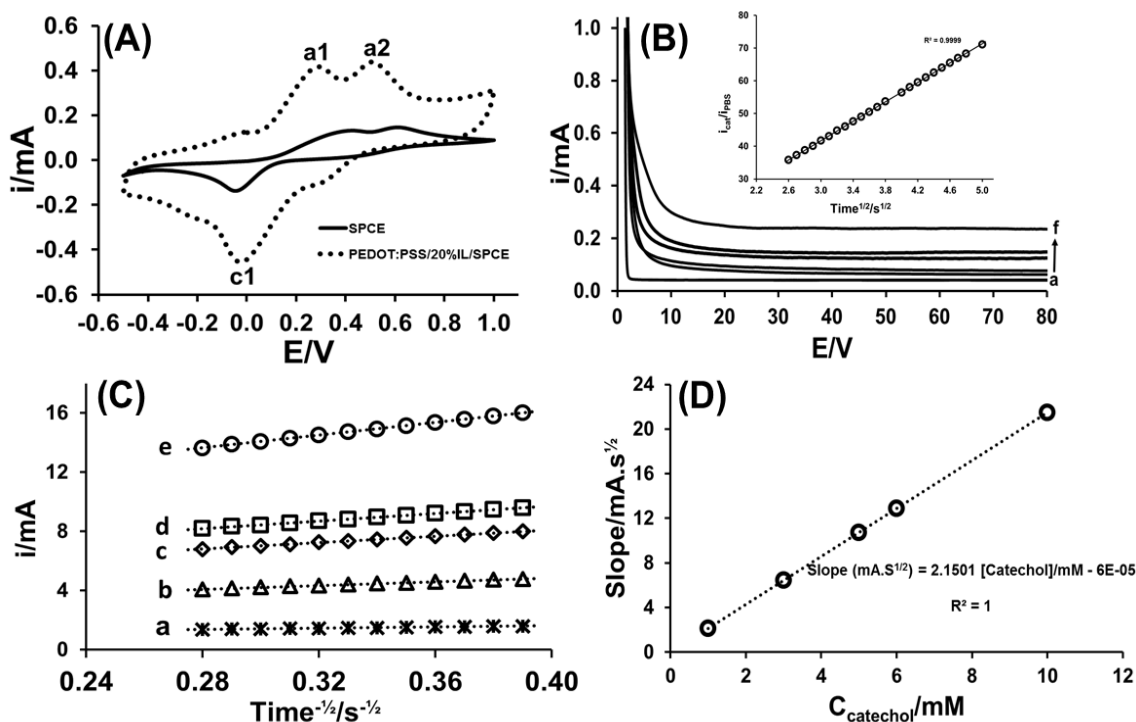 (A)
i/mA
0.6
0.4
0.2
0.0
-0.2
-0.4
-0.6
a1
a2
c1
SPCE
PEDOT:PSS/20%IL/SPCE
-0.6 -0.4 -0.2 0.0 0.2 0.4 0.6 0.8 1.0
E/V
(B)
i/mA
1.0
0.8
0.6
0.4
0.2
0.0
0 10 20 30 40 50 60 70 80
E/V
f
a
icat/iPBS
80
70
60
50
40
30
R² = 0.9999
2.2 2.6 3.0 3.4 3.8 4.2 4.6 5.0
Time1/2/s1/2
(C)
i/mA
16
12
8
4
0
e
d
c
b
a
0.24 0.28 0.32 0.36 0.40
Time-½/s-½
(D)
Slope/mA.s½
24
20
16
12
8
4
0
Slope (mA.S1/2) = 2.1501 [Catechol]/mM - 6E-05
R² = 1
0 2 4 6 8 10 12
Ccatechol/mM